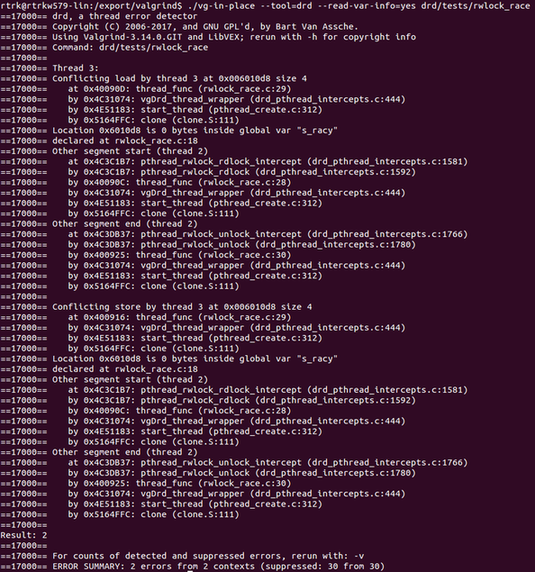 rtrk@rtrkw579-lin:/export/valgrind$ ./vg-in-place --tool=drd --read-var-info=yes drd/tests/rwlock_race
==17000== drd, a thread error detector
==17000== Copyright (C) 2006-2017, and GNU GPL'd, by Bart Van Assche.
==17000== Using Valgrind-3.14.0.GIT and LibVEX; rerun with -h for copyright info
==17000== Command: drd/tests/rwlock_race
==17000==
==17000== Thread 3:
==17000== Conflicting load by thread 3 at 0x006010d8 size 4
==17000==    at 0x40090D: thread_func (rwlock_race.c:29)
==17000==    by 0x4C31074: vgDrd_thread_wrapper (drd_pthread_intercepts.c:444)
==17000==    by 0x4E51183: start_thread (pthread_create.c:312)
==17000==    by 0x5164FFC: clone (clone.S:111)
==17000== Location 0x6010d8 is 0 bytes inside global var "s_racy"
==17000== declared at rwlock_race.c:18
==17000== Other segment start (thread 2)
==17000==    at 0x4C3C1B7: pthread_rwlock_rdlock_intercept (drd_pthread_intercepts.c:1581)
==17000==    by 0x4C3C1B7: pthread_rwlock_rdlock (drd_pthread_intercepts.c:1592)
==17000==    by 0x40090C: thread_func (rwlock_race.c:28)
==17000==    by 0x4C31074: vgDrd_thread_wrapper (drd_pthread_intercepts.c:444)
==17000==    by 0x4E51183: start_thread (pthread_create.c:312)
==17000==    by 0x5164FFC: clone (clone.S:111)
==17000== Other segment end (thread 2)
==17000==    at 0x4C3DB37: pthread_rwlock_unlock_intercept (drd_pthread_intercepts.c:1766)
==17000==    by 0x4C3DB37: pthread_rwlock_unlock (drd_pthread_intercepts.c:1780)
==17000==    by 0x400925: thread_func (rwlock_race.c:30)
==17000==    by 0x4C31074: vgDrd_thread_wrapper (drd_pthread_intercepts.c:444)
==17000==    by 0x4E51183: start_thread (pthread_create.c:312)
==17000==    by 0x5164FFC: clone (clone.S:111)
==17000==
==17000== Conflicting store by thread 3 at 0x006010d8 size 4
==17000==    at 0x400916: thread_func (rwlock_race.c:29)
==17000==    by 0x4C31074: vgDrd_thread_wrapper (drd_pthread_intercepts.c:444)
==17000==    by 0x4E51183: start_thread (pthread_create.c:312)
==17000==    by 0x5164FFC: clone (clone.S:111)
==17000== Location 0x6010d8 is 0 bytes inside global var "s_racy"
==17000== declared at rwlock_race.c:18
==17000== Other segment start (thread 2)
==17000==    at 0x4C3C1B7: pthread_rwlock_rdlock_intercept (drd_pthread_intercepts.c:1581)
==17000==    by 0x4C3C1B7: pthread_rwlock_rdlock (drd_pthread_intercepts.c:1592)
==17000==    by 0x40090C: thread_func (rwlock_race.c:28)
==17000==    by 0x4C31074: vgDrd_thread_wrapper (drd_pthread_intercepts.c:444)
==17000==    by 0x4E51183: start_thread (pthread_create.c:312)
==17000==    by 0x5164FFC: clone (clone.S:111)
==17000== Other segment end (thread 2)
==17000==    at 0x4C3DB37: pthread_rwlock_unlock_intercept (drd_pthread_intercepts.c:1766)
==17000==    by 0x4C3DB37: pthread_rwlock_unlock (drd_pthread_intercepts.c:1780)
==17000==    by 0x400925: thread_func (rwlock_race.c:30)
==17000==    by 0x4C31074: vgDrd_thread_wrapper (drd_pthread_intercepts.c:444)
==17000==    by 0x4E51183: start_thread (pthread_create.c:312)
==17000==    by 0x5164FFC: clone (clone.S:111)
==17000==
Result: 2
==17000==
==17000== For counts of detected and suppressed errors, rerun with: -v
==17000== ERROR SUMMARY: 2 errors from 2 contexts (suppressed: 30 from 30)